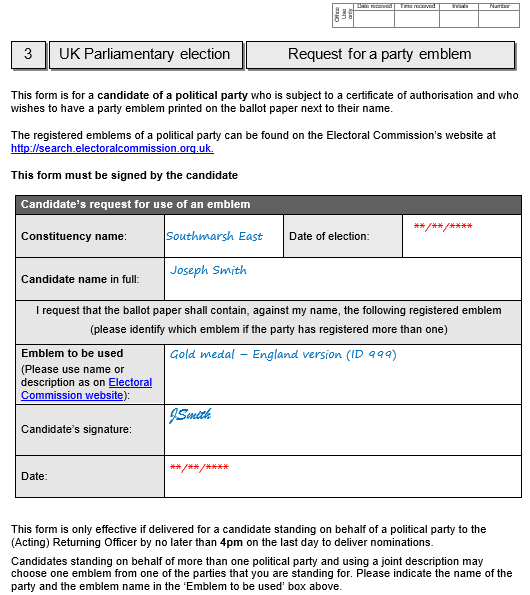 Office Use only
Date received Time received Initials Number
3 UK Parliamentary election Request for a party emblem
This form is for a candidate of a political party who is subject to a certificate of authorisation and who
wishes to have a party emblem printed on the ballot paper next to their name.
The registered emblems of a political party can be found on the Electoral Commission's website at
http://search.electoralcommission.org.uk.
This form must be signed by the candidate
Candidate's request for use of an emblem
Constituency name: Southmarsh East Date of election: **/**/****
Candidate name in full: Joseph Smith
I request that the ballot paper shall contain, against my name, the following registered emblem
(please identify which emblem if the party has registered more than one)
Emblem to be used Gold medal – England version (ID 999)
(Please use name or
description as on Electoral
Commission website):
Candidate's signature: JSmith
Date: **/**/****
This form is only effective if delivered for a candidate standing on behalf of a political party to the
(Acting) Returning Officer by no later than 4pm on the last day to deliver nominations.
Candidates standing on behalf of more than one political party and using a joint description may
choose one emblem from one of the parties that you are standing for. Please indicate the name of the
party and the emblem name in the 'Emblem to be used' box above.